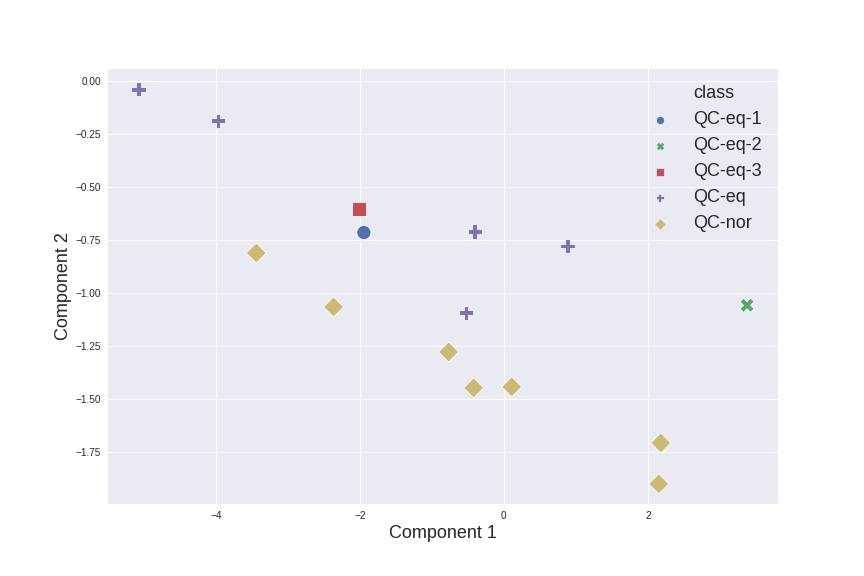 0.00
−0.25
−0.50
−0.75
−1.00
−1.25
−1.50
−1.75
Component 2
class
QC-eq-1
QC-eq-2
QC-eq-3
QC-eq
QC-nor
−4 −2 0 2
Component 1